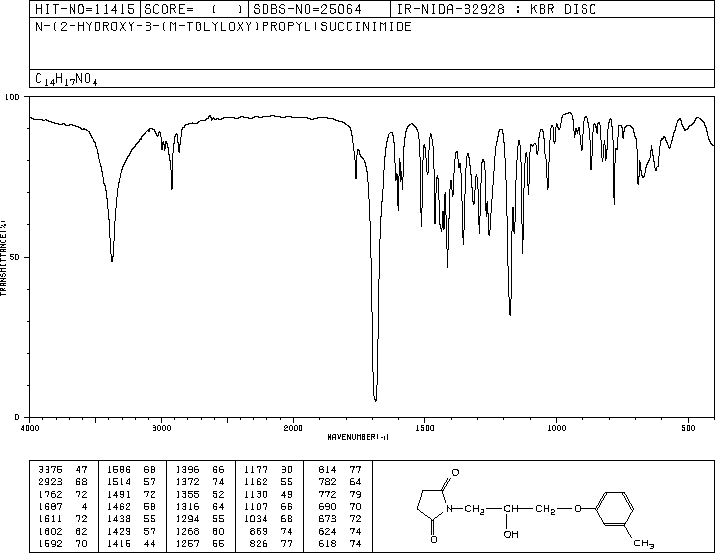 HIT-NO=11415 SCORE= ( ) SDBS-NO=25064 IR-NIDA-32928 : KBR DISC
N-(2-HYDROXY-3-(M-TOLYLOXY)PROPYL)SUCCINIMIDE
C14H17NO4
100
50
0
TRANSMITTANCE(%)
4000 3000 2000 1500 1000 500
WAVENUMBER(-1)
3375 47 1586 68 1396 66 1177 30 814 77
2923 68 1514 57 1372 74 1162 55 782 64
1762 72 1491 72 1355 52 1130 49 772 79
1687 4 1462 58 1316 64 1107 66 690 70
1611 72 1438 55 1294 55 1034 68 673 72
1602 62 1429 57 1268 60 869 74 624 74
1592 70 1415 44 1257 55 826 77 618 74
O
N CH2 CH CH2 O
O OH CH3